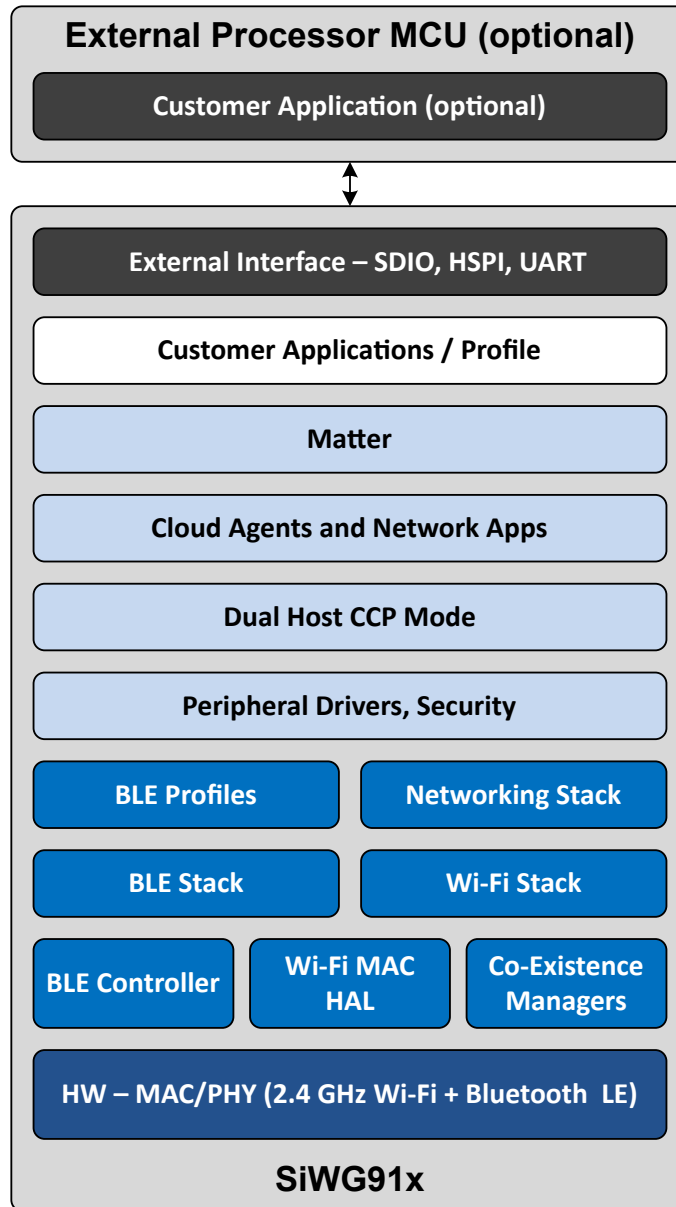 External Processor MCU (optional)
Customer Application (optional)
External Interface – SDIO, HSPI, UART
Customer Applications / Profile
Matter
Cloud Agents and Network Apps
Dual Host CCP Mode
Peripheral Drivers, Security
BLE Profiles
Networking Stack
BLE Stack
Wi-Fi Stack
BLE Controller
Wi-Fi MAC
HAL
Co-Existence
Managers
HW – MAC/PHY (2.4 GHz Wi-Fi + Bluetooth LE)
SiWG91x